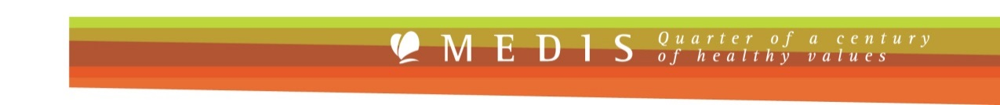 MEDIS
Quarter of a century
of healthy values